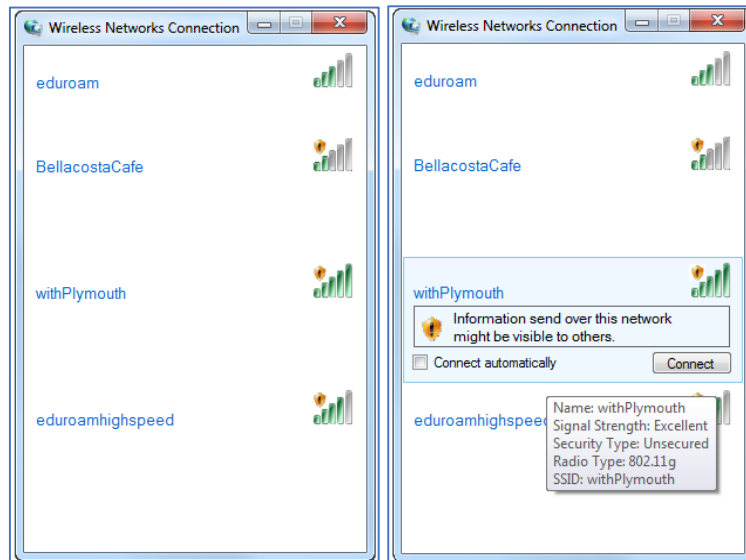 Wireless Networks Connection
eduroam
BellacostaCafe
withPlymouth
eduroamhighspeed
Wireless Networks Connection
eduroam
BellacostaCafe
withPlymouth
Information send over this network
might be visible to others.
Connect automatically
Connect
eduroamhighspeed
Name: withPlymouth
Signal Strength: Excellent
Security Type: Unsecured
Radio Type: 802.11g
SSID: withPlymouth